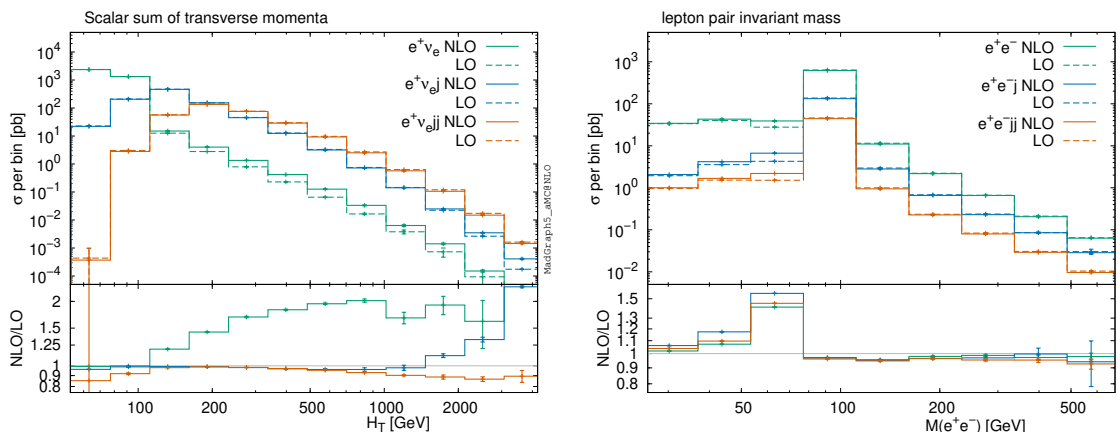 Scalar sum of transverse momenta
σ per bin [pb]
10⁴
10³
10²
10¹
10⁰
10⁻¹
10⁻²
10⁻³
10⁻⁴
e⁺νₑ NLO
LO
e⁺νₑj NLO
LO
e⁺νₑjj NLO
LO
MadGraph5_aMC@NLO
NLO/LO
2
1.5
1.25
1
0.9
0.8
100
200
500
1000
2000
H_T [GeV]
lepton pair invariant mass
σ per bin [pb]
10³
10²
10¹
10⁰
10⁻¹
10⁻²
e⁺e⁻ NLO
LO
e⁺e⁻j NLO
LO
e⁺e⁻jj NLO
LO
NLO/LO
1.5
1.3
1.2
1.1
1
0.9
0.8
50
100
200
500
M(e⁺e⁻) [GeV]